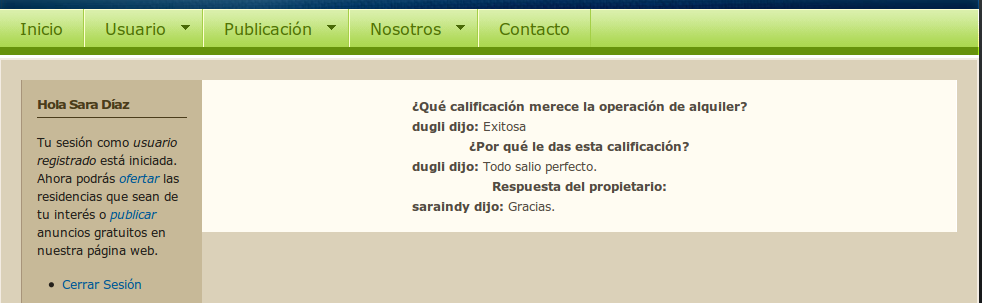 Inicio Usuario Publicación Nosotros Contacto
Hola Sara Díaz
Tu sesión como usuario
registrado está iniciada.
Ahora podrás ofertar las
residencias que sean de
tu interés o publicar
anuncios gratuitos en
nuestra página web.
Cerrar Sesión
¿Qué calificación merece la operación de alquiler?
dugli dijo: Exitosa
¿Por qué le das esta calificación?
dugli dijo: Todo salio perfecto.
Respuesta del propietario:
saraindy dijo: Gracias.